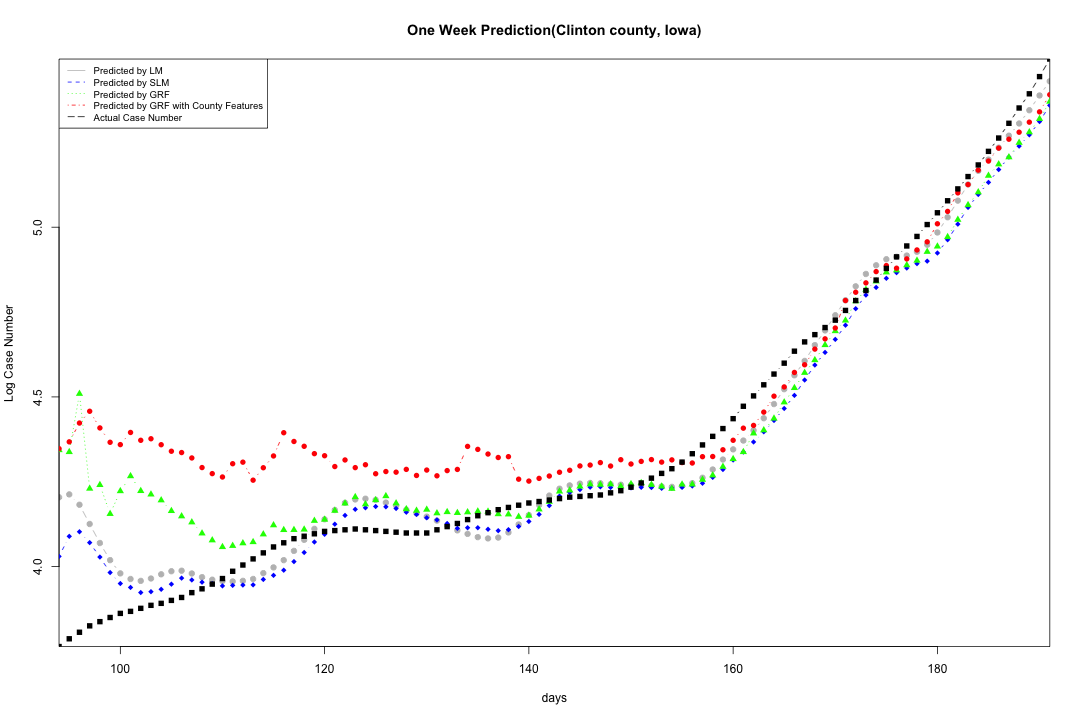 One Week Prediction(Clinton county, Iowa)
Predicted by LM
Predicted by SLM
Predicted by GRF
Predicted by GRF with County Features
Actual Case Number
Log Case Number
5.0
4.5
4.0
100 120 140 160 180
days